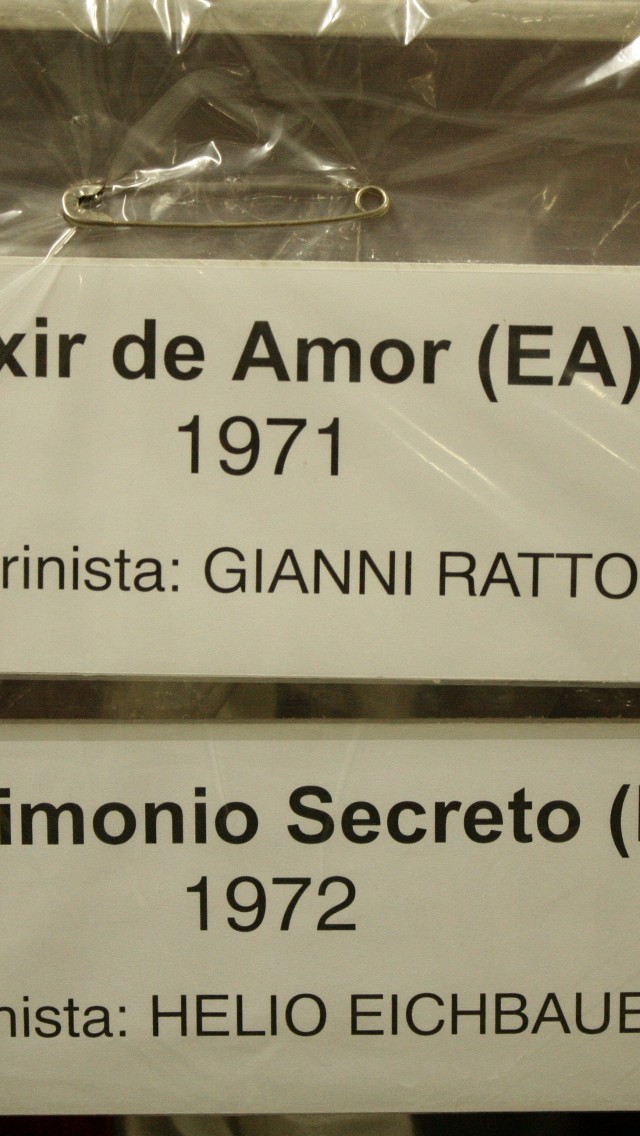 xir de Amor (EA)
1971
rinista: GIANNI RATTO
imonio Secreto (
1972
nista: HELIO EICHBAUE